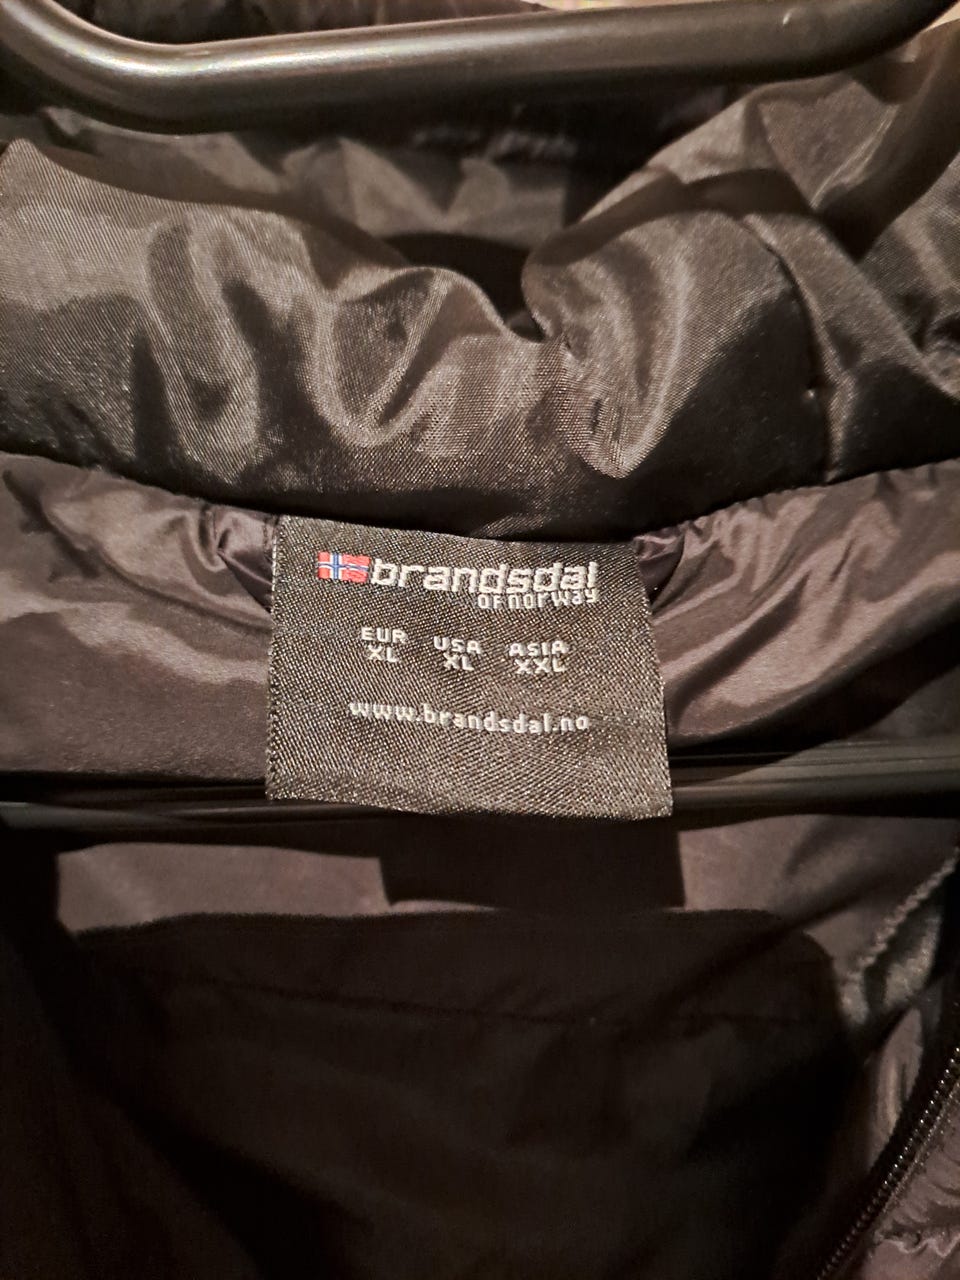 brandsdal
OF NORWAY
EUR USA ASIA
XL XL XXL
www.brandsdal.no